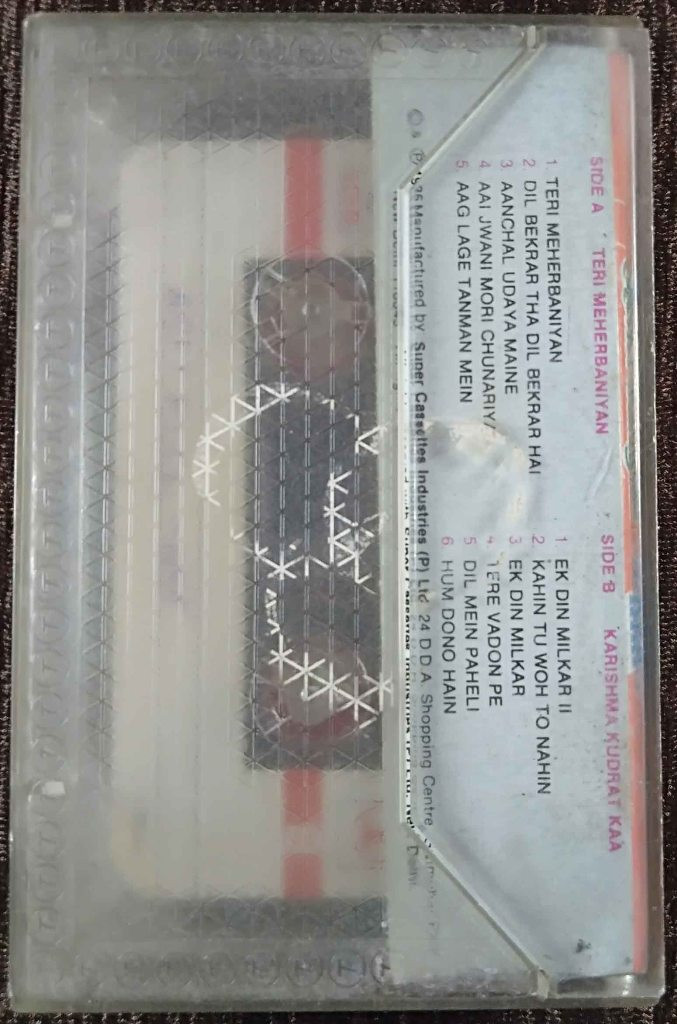 SIDE A TERI MEHERBANIYAN
1. TERI MEHERBANIYAN
2. DIL BEKRAR THA DIL BEKRAR HAI
3. AANCHAL UDAYA MAINE
4. AAI JWANI MORI CHUNARIYA
5. AAG LAGE TANMAN MEIN
SIDE B KARISHMA KUDRAT KAA
1. EK DIN MILKAR II
2. KAHIN TU WOH TO NAHIN
3. EK DIN MILKAR
4. TERE VADON PE
5. DIL MEIN PAHELI
6. HUM DONO HAIN
Manufactured by Super Cassettes Industries (P) Ltd. 24 D D A Shopping Centre